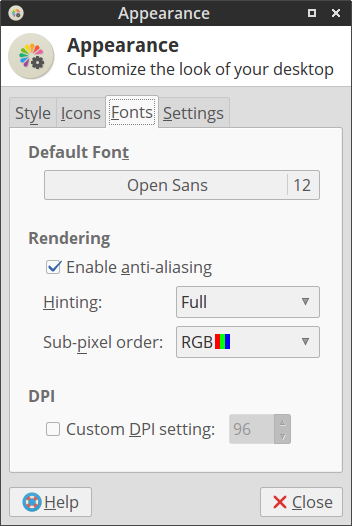 Appearance
Appearance
Customize the look of your desktop
Style Icons Fonts Settings
Default Font
Open Sans 12
Rendering
Enable anti-aliasing
Hinting: Full
Sub-pixel order: RGB
DPI
Custom DPI setting: 96
Help Close